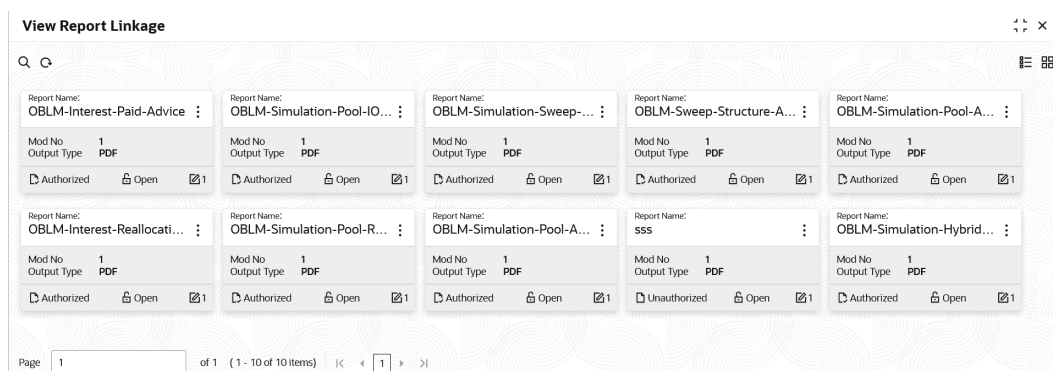 View Report Linkage
Report Name:
OBLM-Interest-Paid-Advice
Mod No 1
Output Type PDF
Authorized Open 1
Report Name:
OBLM-Simulation-Pool-IO...
Mod No 1
Output Type PDF
Authorized Open 1
Report Name:
OBLM-Simulation-Sweep-...
Mod No 1
Output Type PDF
Authorized Open 1
Report Name:
OBLM-Sweep-Structure-A...
Mod No 1
Output Type PDF
Authorized Open 1
Report Name:
OBLM-Simulation-Pool-A...
Mod No 1
Output Type PDF
Authorized Open 1
Report Name:
OBLM-Interest-Reallocati...
Mod No 1
Output Type PDF
Authorized Open 1
Report Name:
OBLM-Simulation-Pool-R...
Mod No 1
Output Type PDF
Authorized Open 1
Report Name:
OBLM-Simulation-Pool-A...
Mod No 1
Output Type PDF
Authorized Open 1
Report Name:
sss
Mod No 1
Output Type PDF
Unauthorized Open 1
Report Name:
OBLM-Simulation-Hybrid...
Mod No 1
Output Type PDF
Authorized Open 1
Page 1 of 1 ( 1 - 10 of 10 items) 1